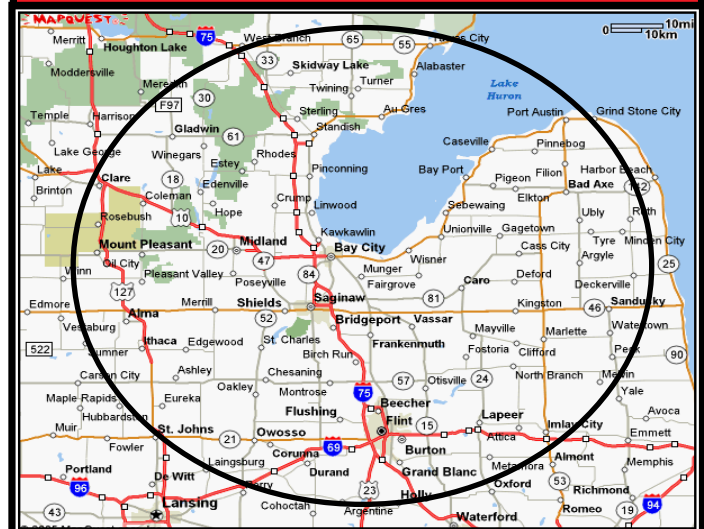 MAPQUEST
Merritt
Houghton Lake
75
West Branch
65
55
10mi
0
10km
33
Skidway Lake
Alabaster
Moddersville
Meredith
Turner
Twining
Lake
Huron
F97
30
Sterling
Au Gres
Port Austin
Grind Stone City
Temple
Harrison
Gladwin
61
Standish
Caseville
Pinnebog
Lake George
Winegars
Rhodes
Estey
Pinconning
Bay Port
Filion
Harbor Beach
Lake
Clare
18
Edenville
Pigeon
Bad Axe
142
Brinton
Coleman
Crump
Linwood
Sebewaing
Elkton
Rosebush
10
Hope
Ubly
Ruth
Kawkawlin
Unionville
Gagetown
Mount Pleasant
20
Midland
Bay City
Cass City
Tyre
Minden City
Winn
Oil City
47
Wisner
Argyle
25
Pleasant Valley
84
Munger
Deford
Poseyville
Fairgrove
Caro
Deckerville
127
Edmore
Merrill
Shields
Saginaw
81
Kingston
46
Sandusky
Alma
52
Bridgeport
Vassar
Vestaburg
Mayville
Watertown
Ithaca
Edgewood
St. Charles
Frankenmuth
Marlette
522
Sumner
Birch Run
Fostoria
Clifford
Peck
90
Carson City
Ashley
Chesaning
57
Otisville
24
North Branch
Melvin
Maple Rapids
Eureka
Oakley
Montrose
75
Beecher
Yale
Hubbardston
Flushing
Flint
Lapeer
Avoca
Muir
St. Johns
21
Owosso
15
Imlay City
Emmett
Fowler
Corunna
69
Burton
Attica
Laingsburg
Almont
Memphis
Portland
De Witt
Durand
Grand Blanc
Metamora
96
Perry
23
Oxford
53
Richmond
43
Lansing
Cohoctah
Holly
94
Argentine
Romeo
19
Waterford